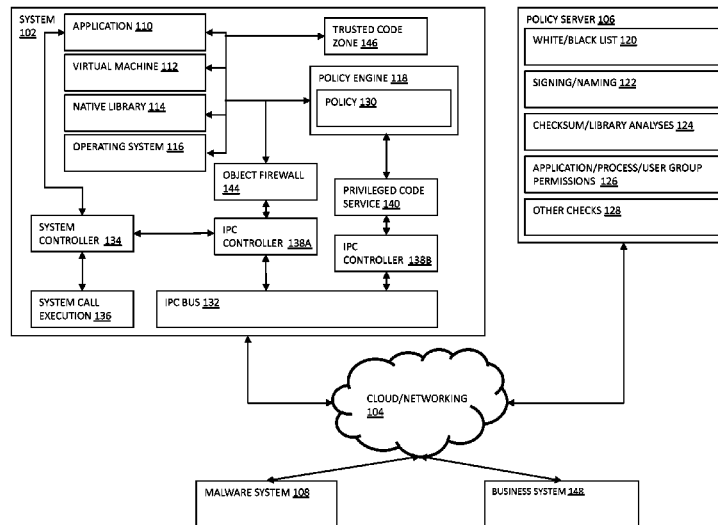 SYSTEM
102
APPLICATION 110
VIRTUAL MACHINE 112
NATIVE LIBRARY 114
OPERATING SYSTEM 116
TRUSTED CODE
ZONE 146
POLICY ENGINE 118
POLICY 130
OBJECT FIREWALL
144
PRIVILEGED CODE
SERVICE 140
SYSTEM
CONTROLLER 134
IPC
CONTROLLER 138A
IPC
CONTROLLER 138B
SYSTEM CALL
EXECUTION 136
IPC BUS 132
POLICY SERVER 106
WHITE/BLACK LIST 120
SIGNING/NAMING 122
CHECKSUM/LIBRARY ANALYSES 124
APPLICATION/PROCESS/USER GROUP
PERMISSIONS 126
OTHER CHECKS 128
CLOUD/NETWORKING
104
MALWARE SYSTEM 108
BUSINESS SYSTEM 148